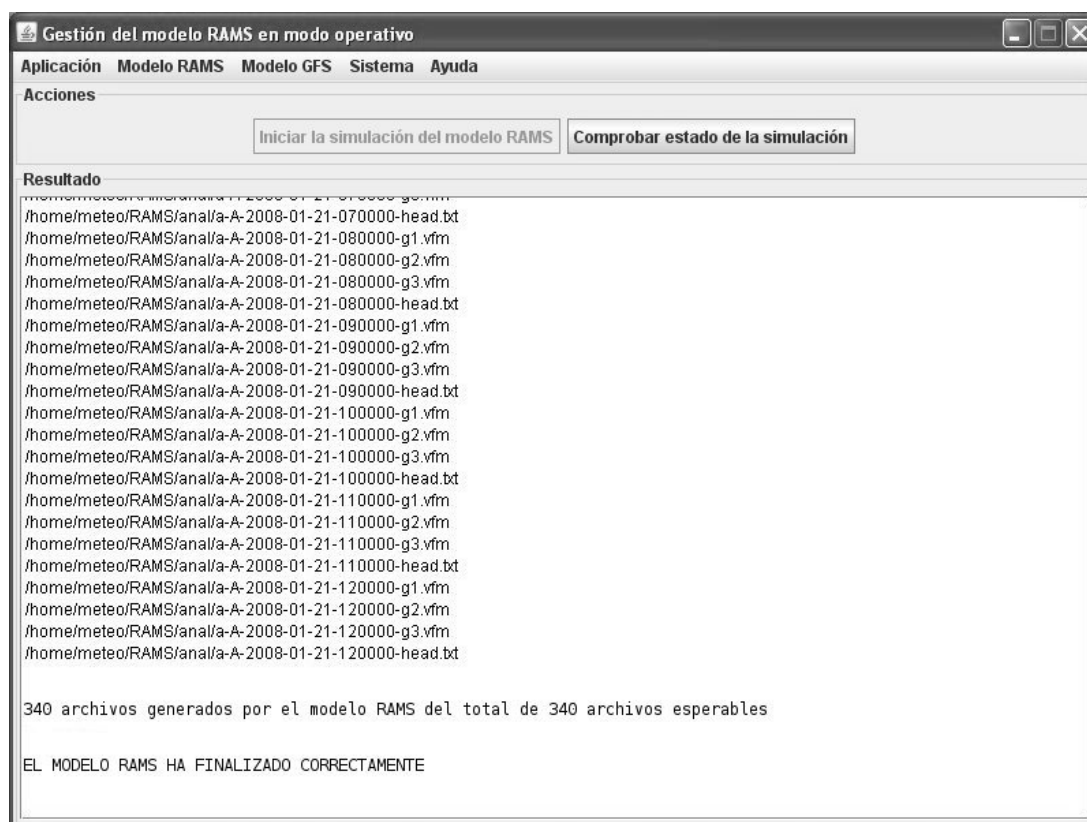 Gestión del modelo RAMS en modo operativo
Aplicación Modelo RAMS Modelo GFS Sistema Ayuda
Acciones
Iniciar la simulación del modelo RAMS Comprobar estado de la simulación
Resultado
/home/meteo/RAMS/anal/a-A-2008-01-21-070000-head.txt
/home/meteo/RAMS/anal/a-A-2008-01-21-080000-g1.vfm
/home/meteo/RAMS/anal/a-A-2008-01-21-080000-g2.vfm
/home/meteo/RAMS/anal/a-A-2008-01-21-080000-g3.vfm
/home/meteo/RAMS/anal/a-A-2008-01-21-080000-head.txt
/home/meteo/RAMS/anal/a-A-2008-01-21-090000-g1.vfm
/home/meteo/RAMS/anal/a-A-2008-01-21-090000-g2.vfm
/home/meteo/RAMS/anal/a-A-2008-01-21-090000-g3.vfm
/home/meteo/RAMS/anal/a-A-2008-01-21-090000-head.txt
/home/meteo/RAMS/anal/a-A-2008-01-21-100000-g1.vfm
/home/meteo/RAMS/anal/a-A-2008-01-21-100000-g2.vfm
/home/meteo/RAMS/anal/a-A-2008-01-21-100000-g3.vfm
/home/meteo/RAMS/anal/a-A-2008-01-21-100000-head.txt
/home/meteo/RAMS/anal/a-A-2008-01-21-110000-g1.vfm
/home/meteo/RAMS/anal/a-A-2008-01-21-110000-g2.vfm
/home/meteo/RAMS/anal/a-A-2008-01-21-110000-g3.vfm
/home/meteo/RAMS/anal/a-A-2008-01-21-110000-head.txt
/home/meteo/RAMS/anal/a-A-2008-01-21-120000-g1.vfm
/home/meteo/RAMS/anal/a-A-2008-01-21-120000-g2.vfm
/home/meteo/RAMS/anal/a-A-2008-01-21-120000-g3.vfm
/home/meteo/RAMS/anal/a-A-2008-01-21-120000-head.txt
340 archivos generados por el modelo RAMS del total de 340 archivos esperables
EL MODELO RAMS HA FINALIZADO CORRECTAMENTE